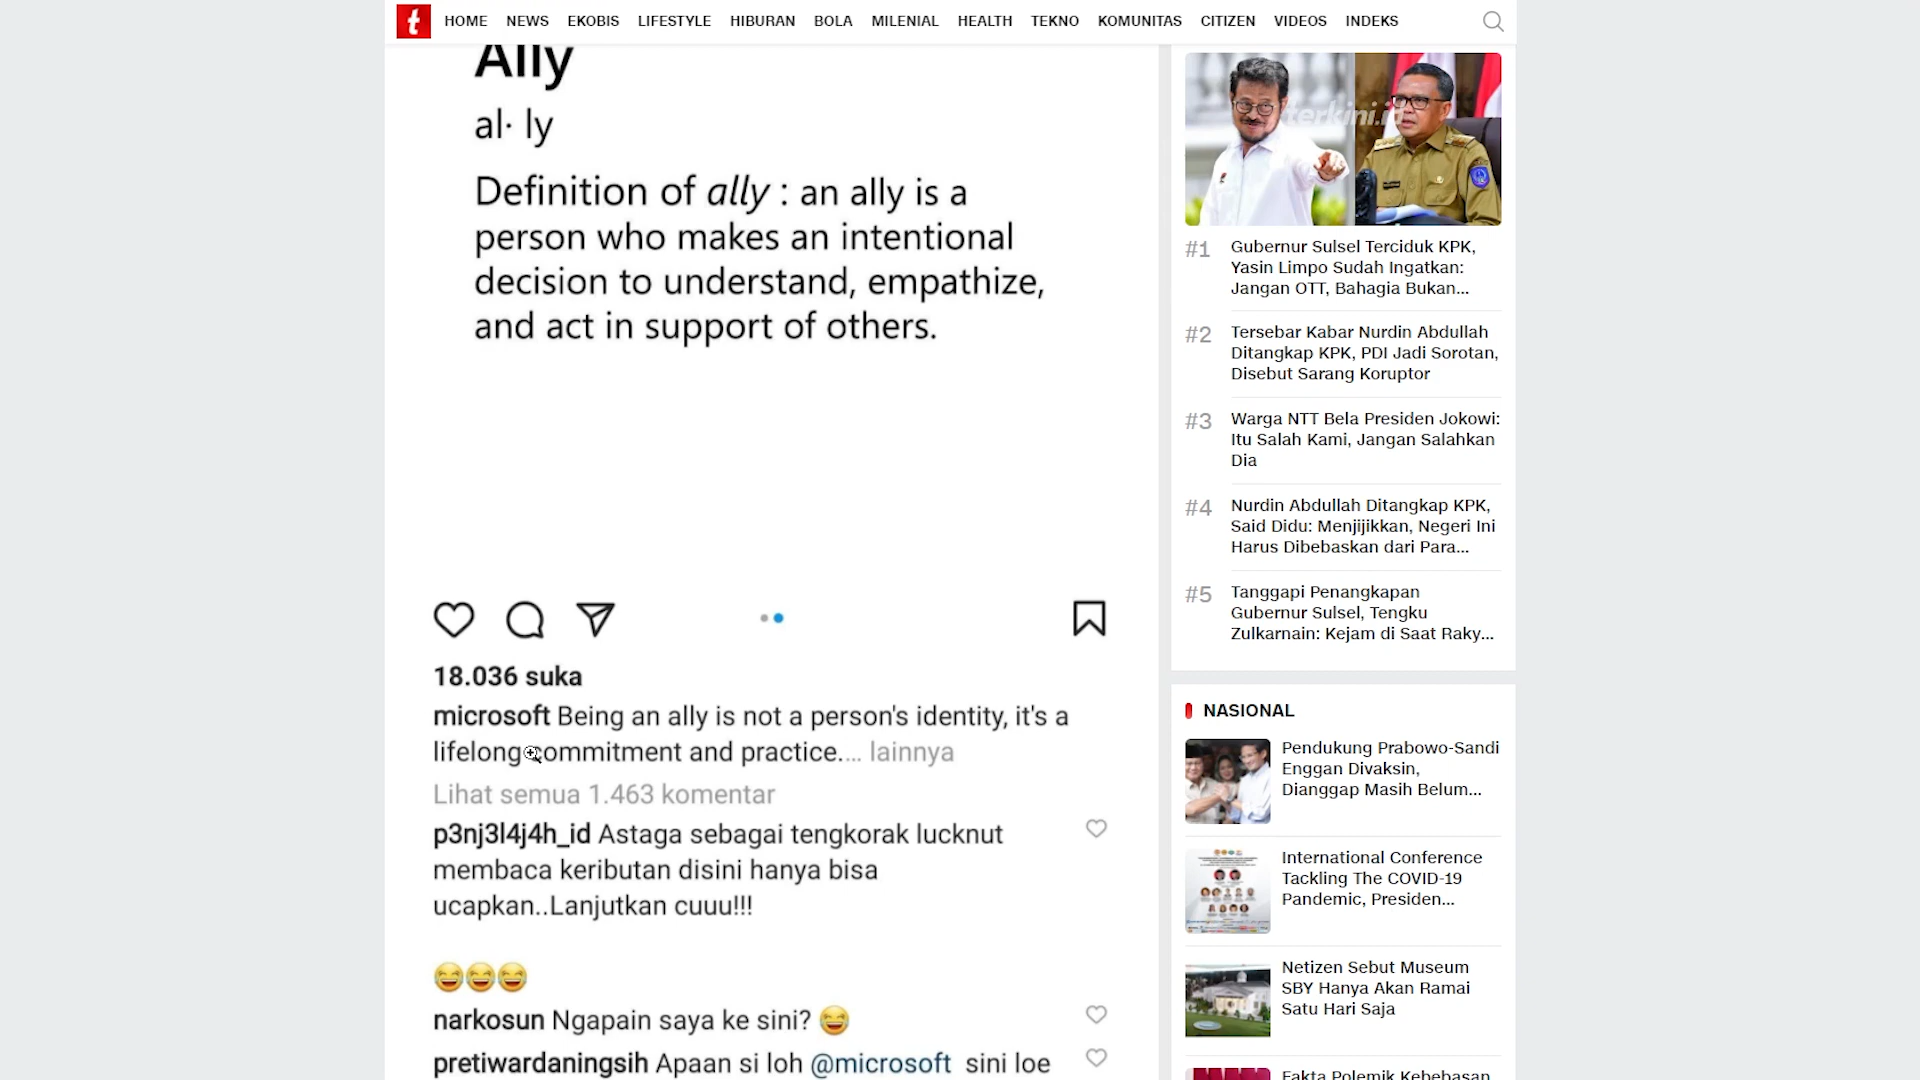 t HOME NEWS EKOBIS LIFESTYLE HIBURAN BOLA MILENIAL HEALTH TEKNO KOMUNITAS CITIZEN VIDEOS INDEKS
Ally
al· ly
Definition of ally : an ally is a
person who makes an intentional
decision to understand, empathize,
and act in support of others.
18.036 suka
microsoft Being an ally is not a person's identity, it's a
lifelong commitment and practice.... lainnya
Lihat semua 1.463 komentar
p3nj3l4j4h_id Astaga sebagai tengkorak lucknut
membaca keributan disini hanya bisa
ucapkan..Lanjutkan cuuu!!!
😂😂😂
narkosun Ngapain saya ke sini? 😂
pretiwardaningsih Apaan si loh @microsoft sini loe
terkini.id
#1 Gubernur Sulsel Terciduk KPK,
Yasin Limpo Sudah Ingatkan:
Jangan OTT, Bahagia Bukan...
#2 Tersebar Kabar Nurdin Abdullah
Ditangkap KPK, PDI Jadi Sorotan,
Disebut Sarang Koruptor
#3 Warga NTT Bela Presiden Jokowi:
Itu Salah Kami, Jangan Salahkan
Dia
#4 Nurdin Abdullah Ditangkap KPK,
Said Didu: Menjijikkan, Negeri Ini
Harus Dibebaskan dari Para...
#5 Tanggapi Penangkapan
Gubernur Sulsel, Tengku
Zulkarnain: Kejam di Saat Raky...
NASIONAL
Pendukung Prabowo-Sandi
Enggan Divaksin,
Dianggap Masih Belum...
International Conference
Tackling The COVID-19
Pandemic, Presiden...
Netizen Sebut Museum
SBY Hanya Akan Ramai
Satu Hari Saja
Fakta Polemik Kebebasan